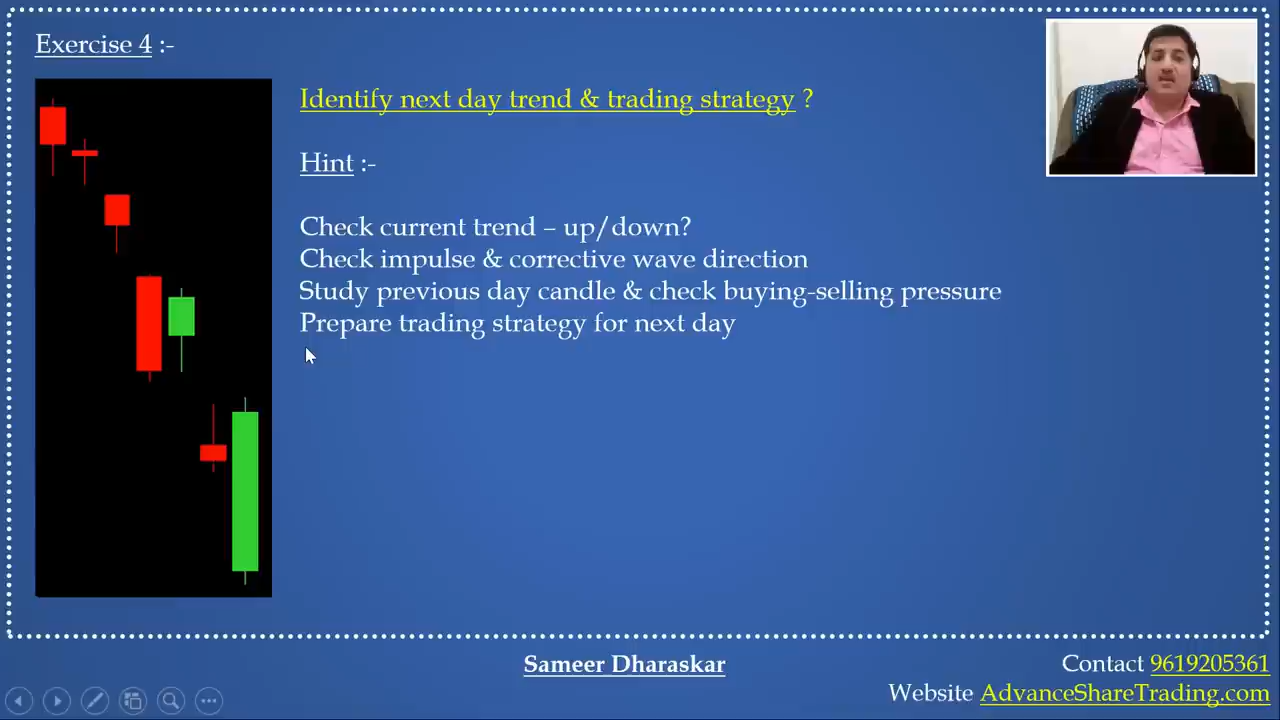 Exercise 4 :-
Identify next day trend & trading strategy ?
Hint :-
Check current trend – up/down?
Check impulse & corrective wave direction
Study previous day candle & check buying-selling pressure
Prepare trading strategy for next day
Sameer Dharaskar
Contact 9619205361
Website AdvanceShareTrading.com